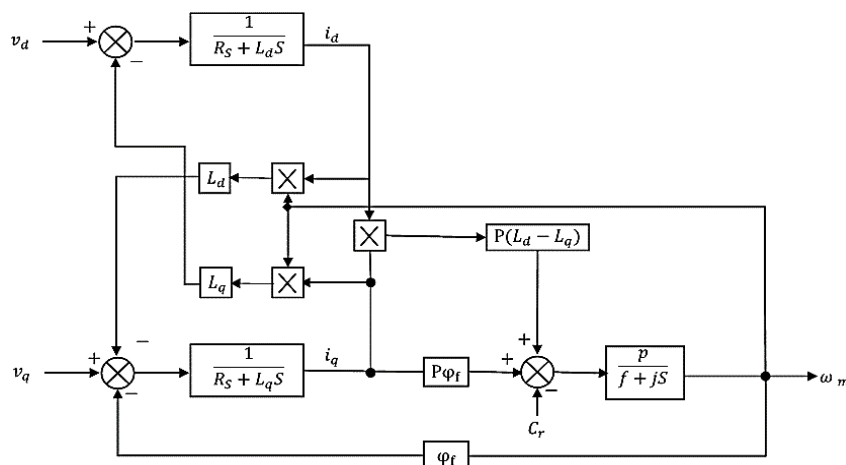 1
v_d + i_d
R_S + L_d S
−
L_d ×
× P(L_d − L_q)
L_q ×
−
1 +
v_q + i_q + p
R_S + L_q S Pφ_f f + jS ω_m
− −
C_r
φ_f